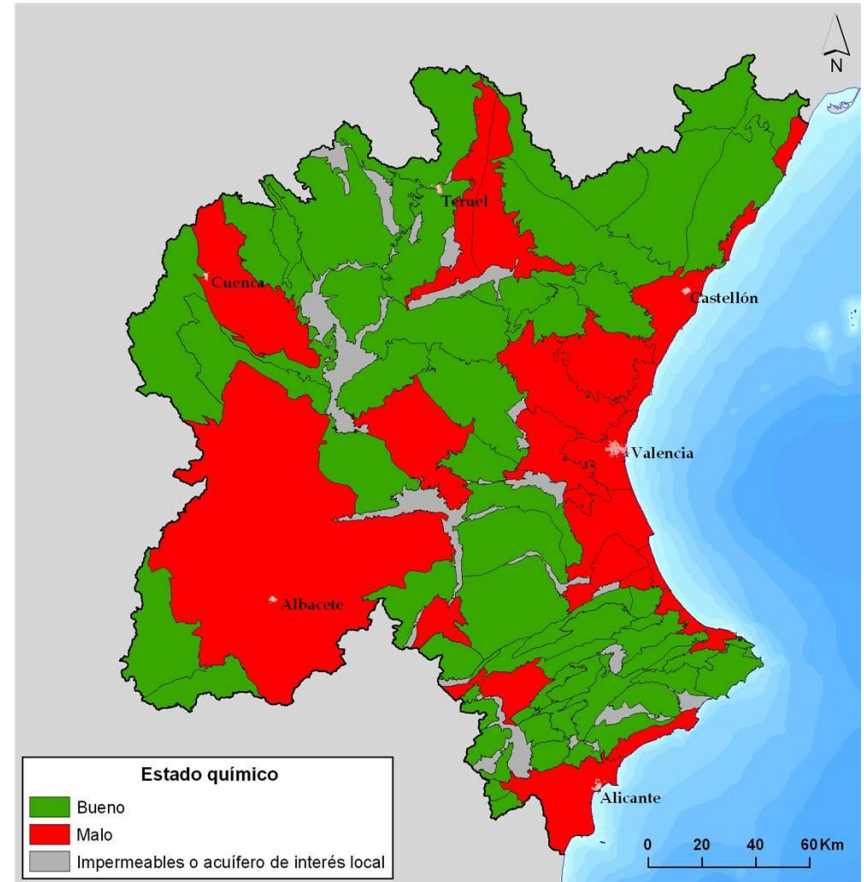 N
Teruel
Cuenca
Castellón
Valencia
Albacete
Alicante
Estado químico
Bueno
Malo
Impermeables o acuífero de interés local
0 20 40 60 Km